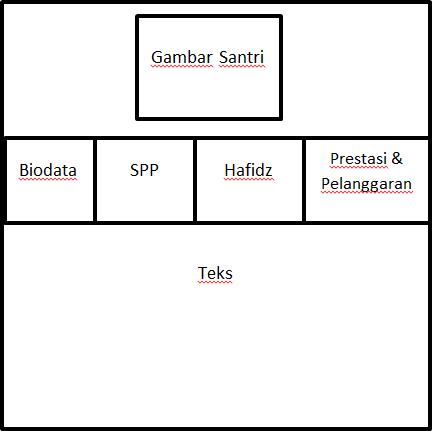 Gambar Santri
Biodata
SPP
Hafidz
Prestasi &
Pelanggaran
Teks